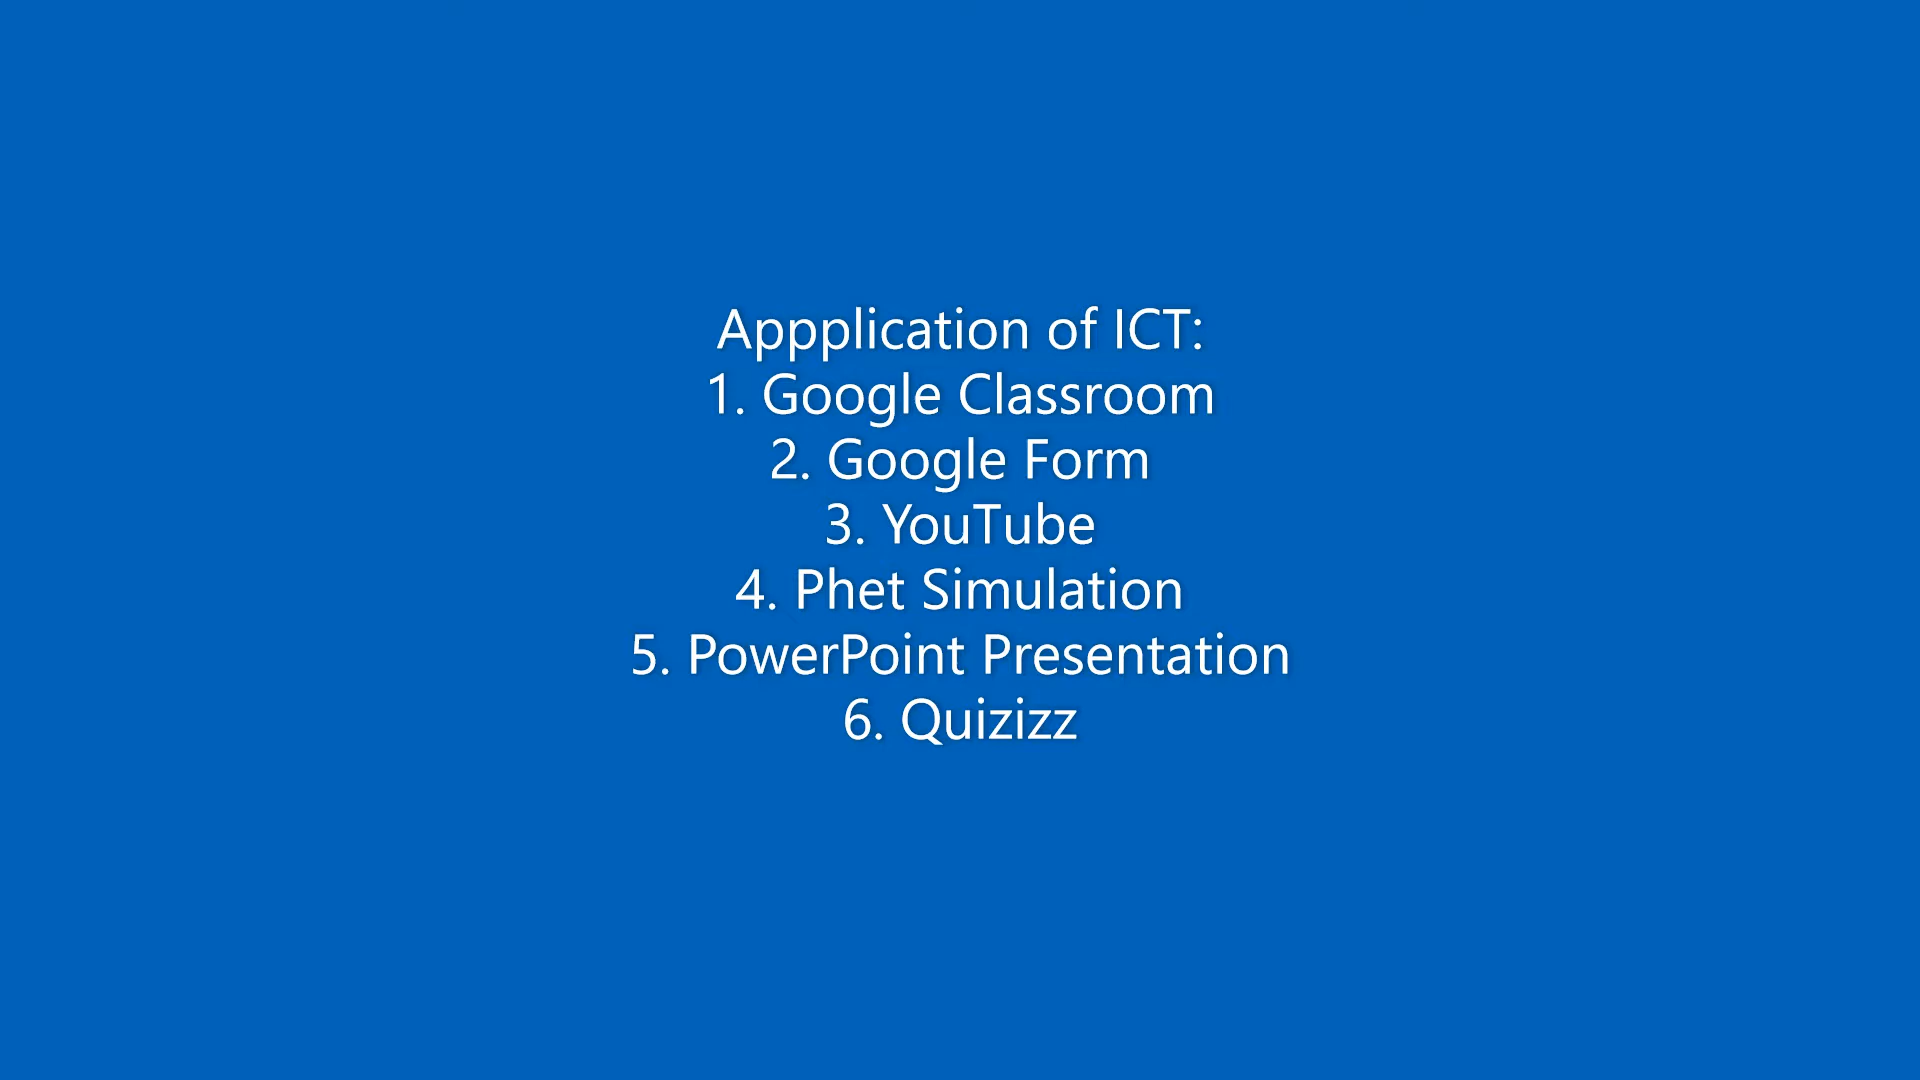 Appplication of ICT:
1. Google Classroom
2. Google Form
3. YouTube
4. Phet Simulation
5. PowerPoint Presentation
6. Quizizz